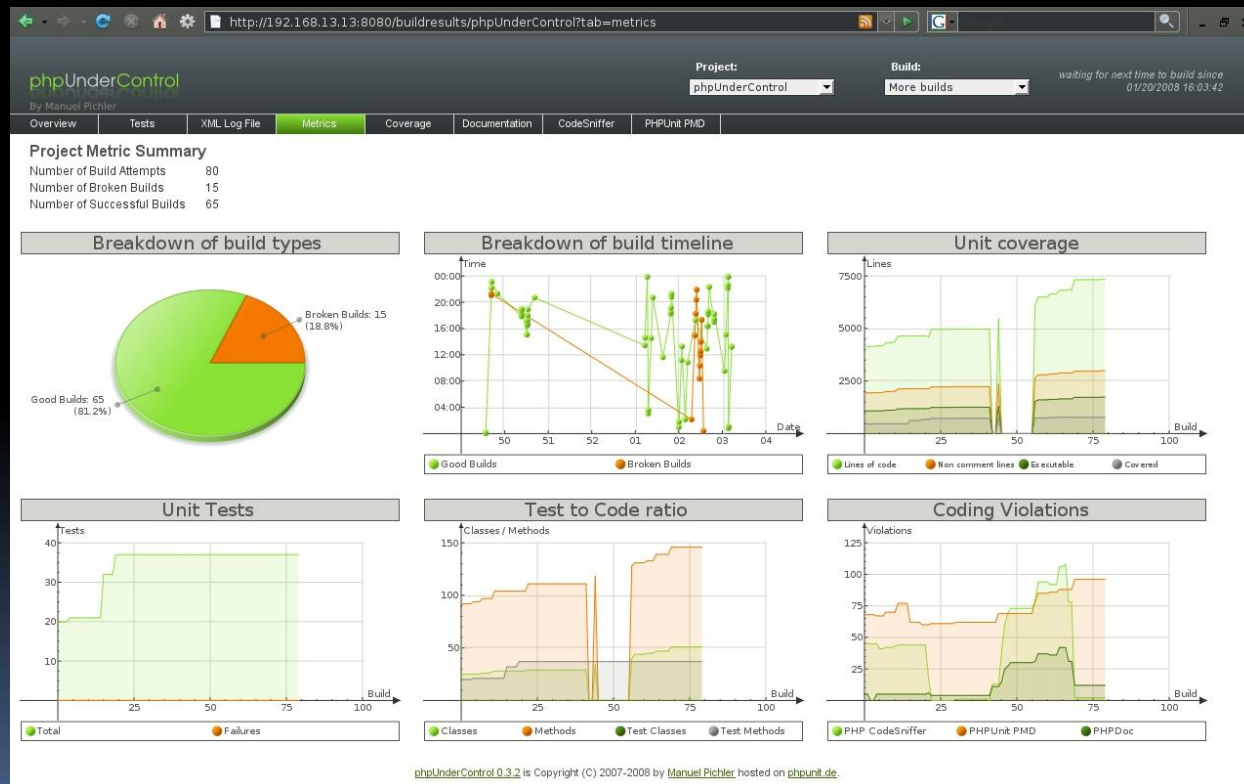 http://192.168.13.13:8080/buildresults/phpUnderControl?tab=metrics
G
phpUnderControl
By Manuel Pichler
Project:
phpUnderControl
Build:
More builds
waiting for next time to build since
01/20/2008 16:03:42
Overview Tests XML Log File Metrics Coverage Documentation CodeSniffer PHPUnit PMD
Project Metric Summary
Number of Build Attempts 80
Number of Broken Builds 15
Number of Successful Builds 65
Breakdown of build types
Broken Builds: 15
(18.8%)
Good Builds: 65
(81.2%)
Breakdown of build timeline
Time
00:00
20:00
16:00
12:00
08:00
04:00
Date
50 51 52 01 02 03 04
Good Builds Broken Builds
Unit coverage
Lines
7500
5000
2500
Build
25 50 75 100
Lines of code Non comment lines Executable Covered
Unit Tests
Tests
40
30
20
10
Build
25 50 75 100
Total Failures
Test to Code ratio
Classes / Methods
150
100
50
Build
25 50 75 100
Classes Methods Test Classes Test Methods
Coding Violations
Violations
125
100
75
50
25
Build
25 50 75 100
PHP CodeSniffer PHPUnit PMD PHPDoc
phpUnderControl 0.3.2 is Copyright (C) 2007-2008 by Manuel Pichler hosted on phpunit.de.